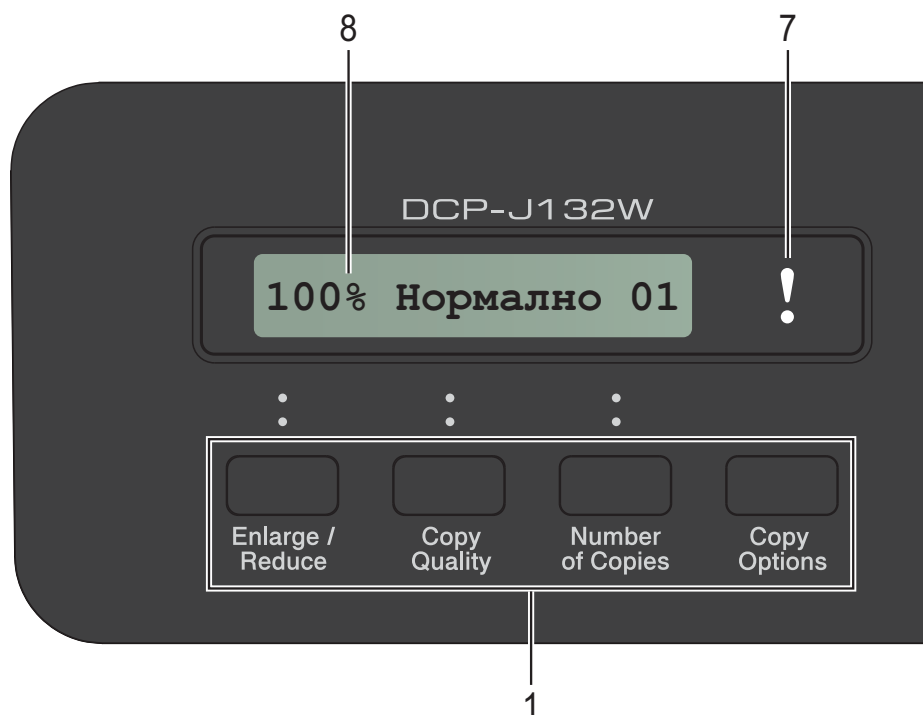 8 7
DCP-J132W
100% Нормално 01
!
Enlarge / Reduce
Copy Quality
Number of Copies
Copy Options
1